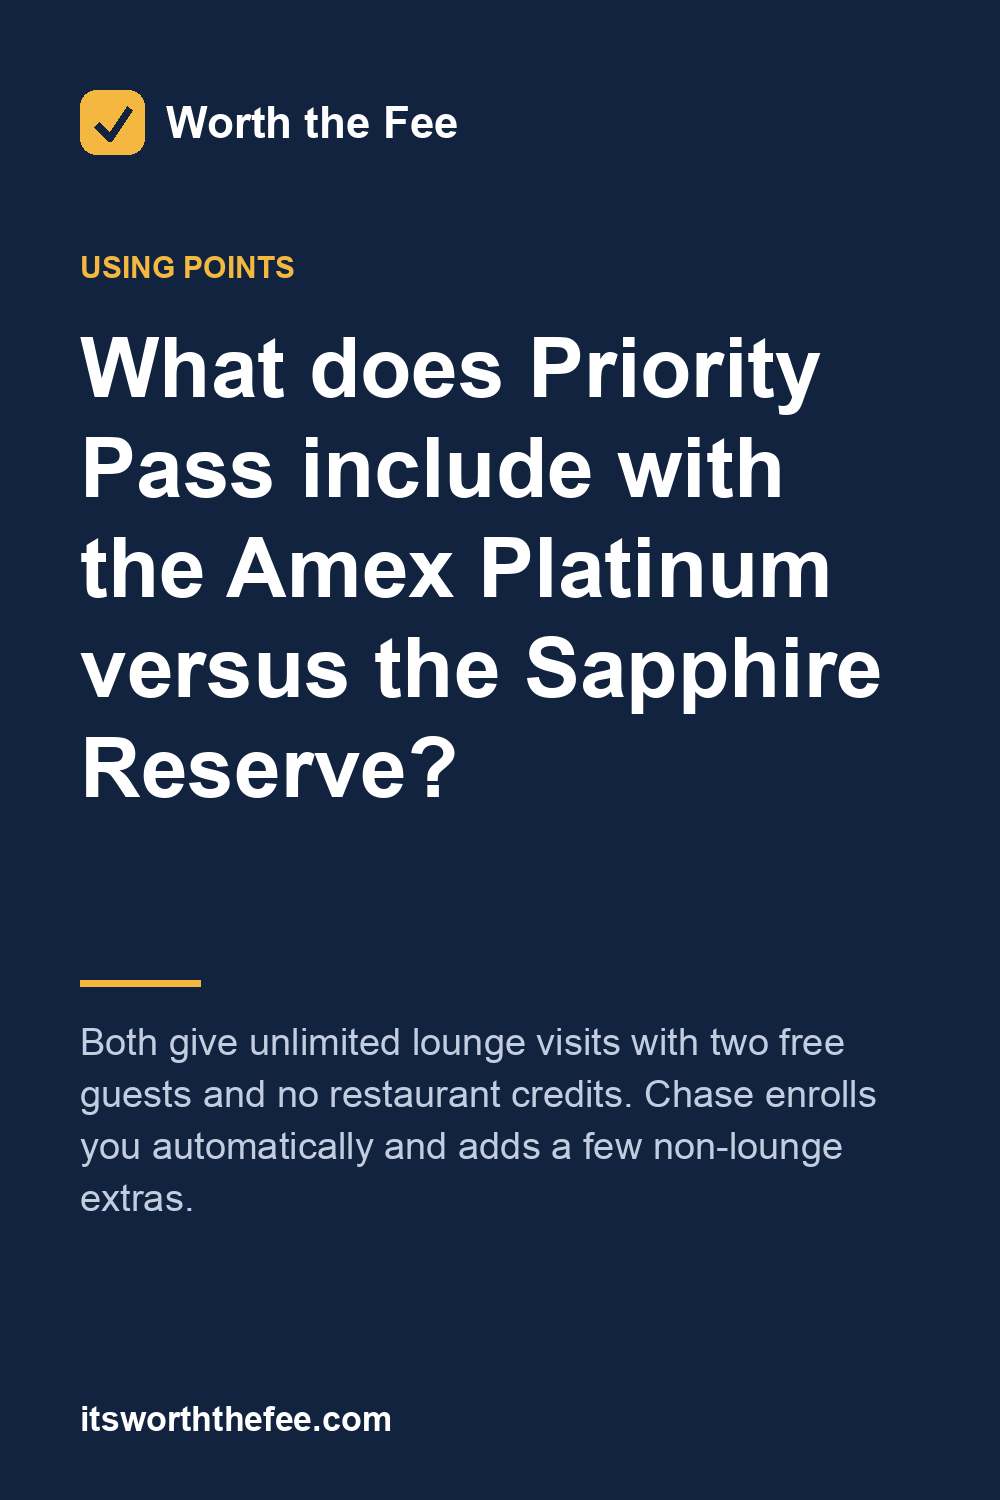 Worth the Fee
USING POINTS
What does Priority
Pass include with
the Amex Platinum
versus the Sapphire
Reserve?
Both give unlimited lounge visits with two free
guests and no restaurant credits. Chase enrolls
you automatically and adds a few non-lounge
extras.
itsworththefee.com